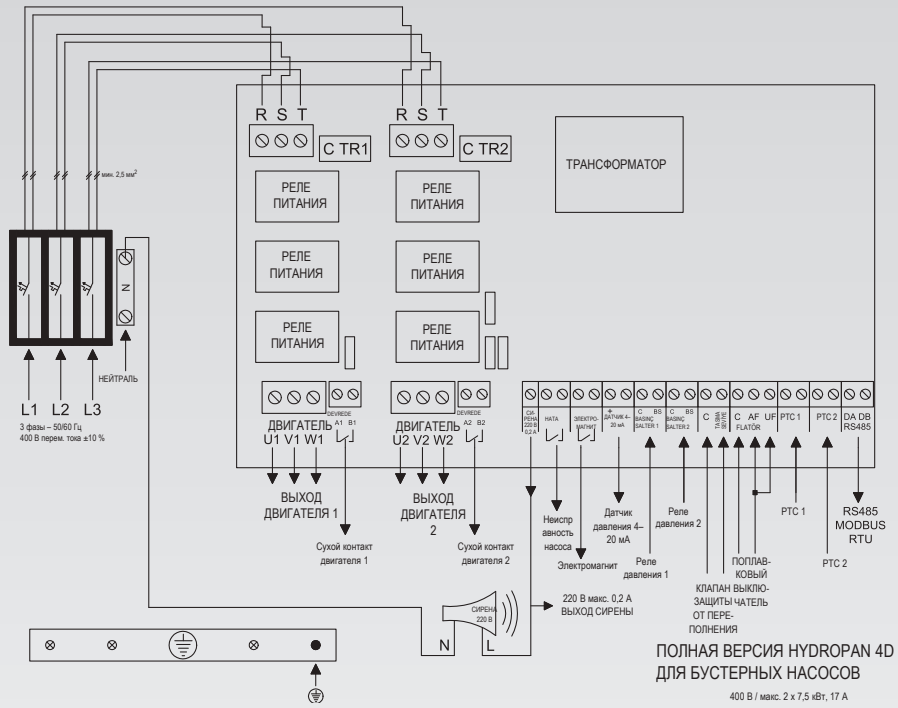 R S T
R S T
C TR1
C TR2
ТРАНСФОРМАТОР
РЕЛЕ
ПИТАНИЯ
РЕЛЕ
ПИТАНИЯ
мин. 2,5 мм²
РЕЛЕ
ПИТАНИЯ
РЕЛЕ
ПИТАНИЯ
N
РЕЛЕ
ПИТАНИЯ
РЕЛЕ
ПИТАНИЯ
НЕЙТРАЛЬ
L1 L2 L3
3 фазы – 50/60 Гц
400 В перем. тока ±10 %
ДВИГАТЕЛЬ
U1 V1 W1
DEVREDE
A1 B1
ДВИГАТЕЛЬ
U2 V2 W2
DEVREDE
A2 B2
СИ-
РЕНА
220 В
0,2 А
HATA
ЭЛЕКТРО-
МАГНИТ
+
ДАТЧИК 4–
20 мА
C BS
BASINÇ
SALTER 1
C BS
BASINÇ
SALTER 2
C
TAŞMA
SEVİYE
C AF UF
FLATÖR
PTC 1
PTC 2
DA DB
RS485
ВЫХОД
ДВИГАТЕЛЯ 1
ВЫХОД
ДВИГАТЕЛЯ
2
Сухой контакт
двигателя 1
Сухой контакт
двигателя 2
Неиспр
авность
насоса
Электромагнит
Датчик
давления 4–
20 мА
Реле
давления 1
Реле
давления 2
PTC 1
PTC 2
RS485
MODBUS
RTU
КЛАПАН
ЗАЩИТЫ
ОТ ПЕРЕ-
ПОЛНЕНИЯ
ПОПЛАВ-
КОВЫЙ
ВЫКЛЮ-
ЧАТЕЛЬ
СИРЕНА
220 В
N L
220 В макс. 0,2 А
ВЫХОД СИРЕНЫ
ПОЛНАЯ ВЕРСИЯ HYDROPAN 4D
ДЛЯ БУСТЕРНЫХ НАСОСОВ
400 В / макс. 2 x 7,5 кВт, 17 А